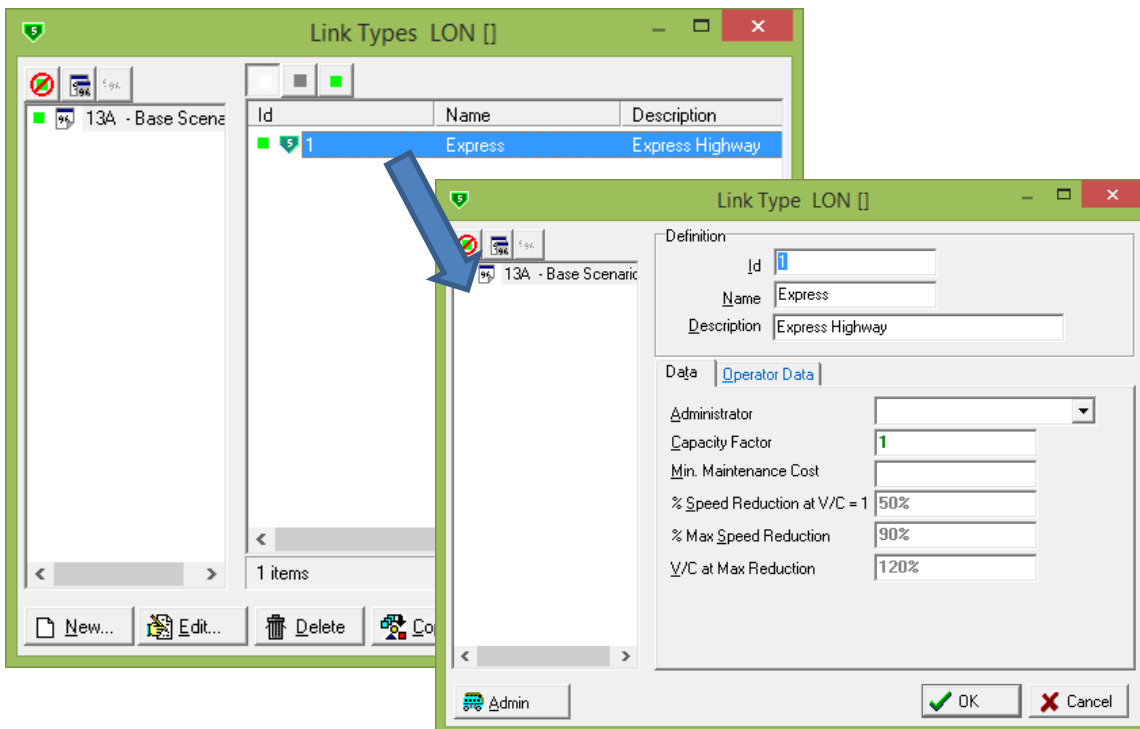 Link Types LON []
13A - Base Scena
Id Name Description
1 Express Express Highway
1 items
New... Edit... Delete Co
Link Type LON []
13A - Base Scenaric
Definition
Id 1
Name Express
Description Express Highway
Data Operator Data
Administrator
Capacity Factor 1
Min. Maintenance Cost
% Speed Reduction at V/C = 1 50%
% Max Speed Reduction 90%
V/C at Max Reduction 120%
Admin OK Cancel